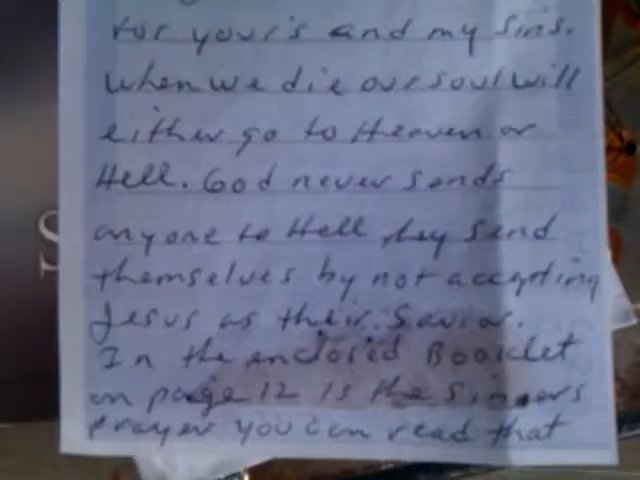 for your's and my sins.
When we die our soul will
either go to Heaven or
Hell. God never sends
anyone to Hell, they send
themselves by not accepting
Jesus as their Savior.
In the enclosed Booklet
on page 12 is the Sinners
Prayer you can read that
S